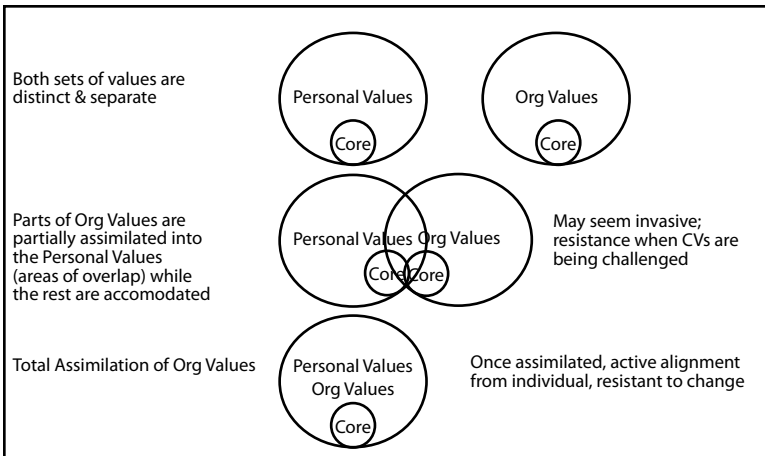 Both sets of values are
distinct & separate
Personal Values
Core
Org Values
Core
Parts of Org Values are
partially assimilated into
the Personal Values
(areas of overlap) while
the rest are accomodated
Personal Values
Org Values
Core
Core
May seem invasive;
resistance when CVs are
being challenged
Total Assimilation of Org Values
Personal Values
Org Values
Core
Once assimilated, active alignment
from individual, resistant to change